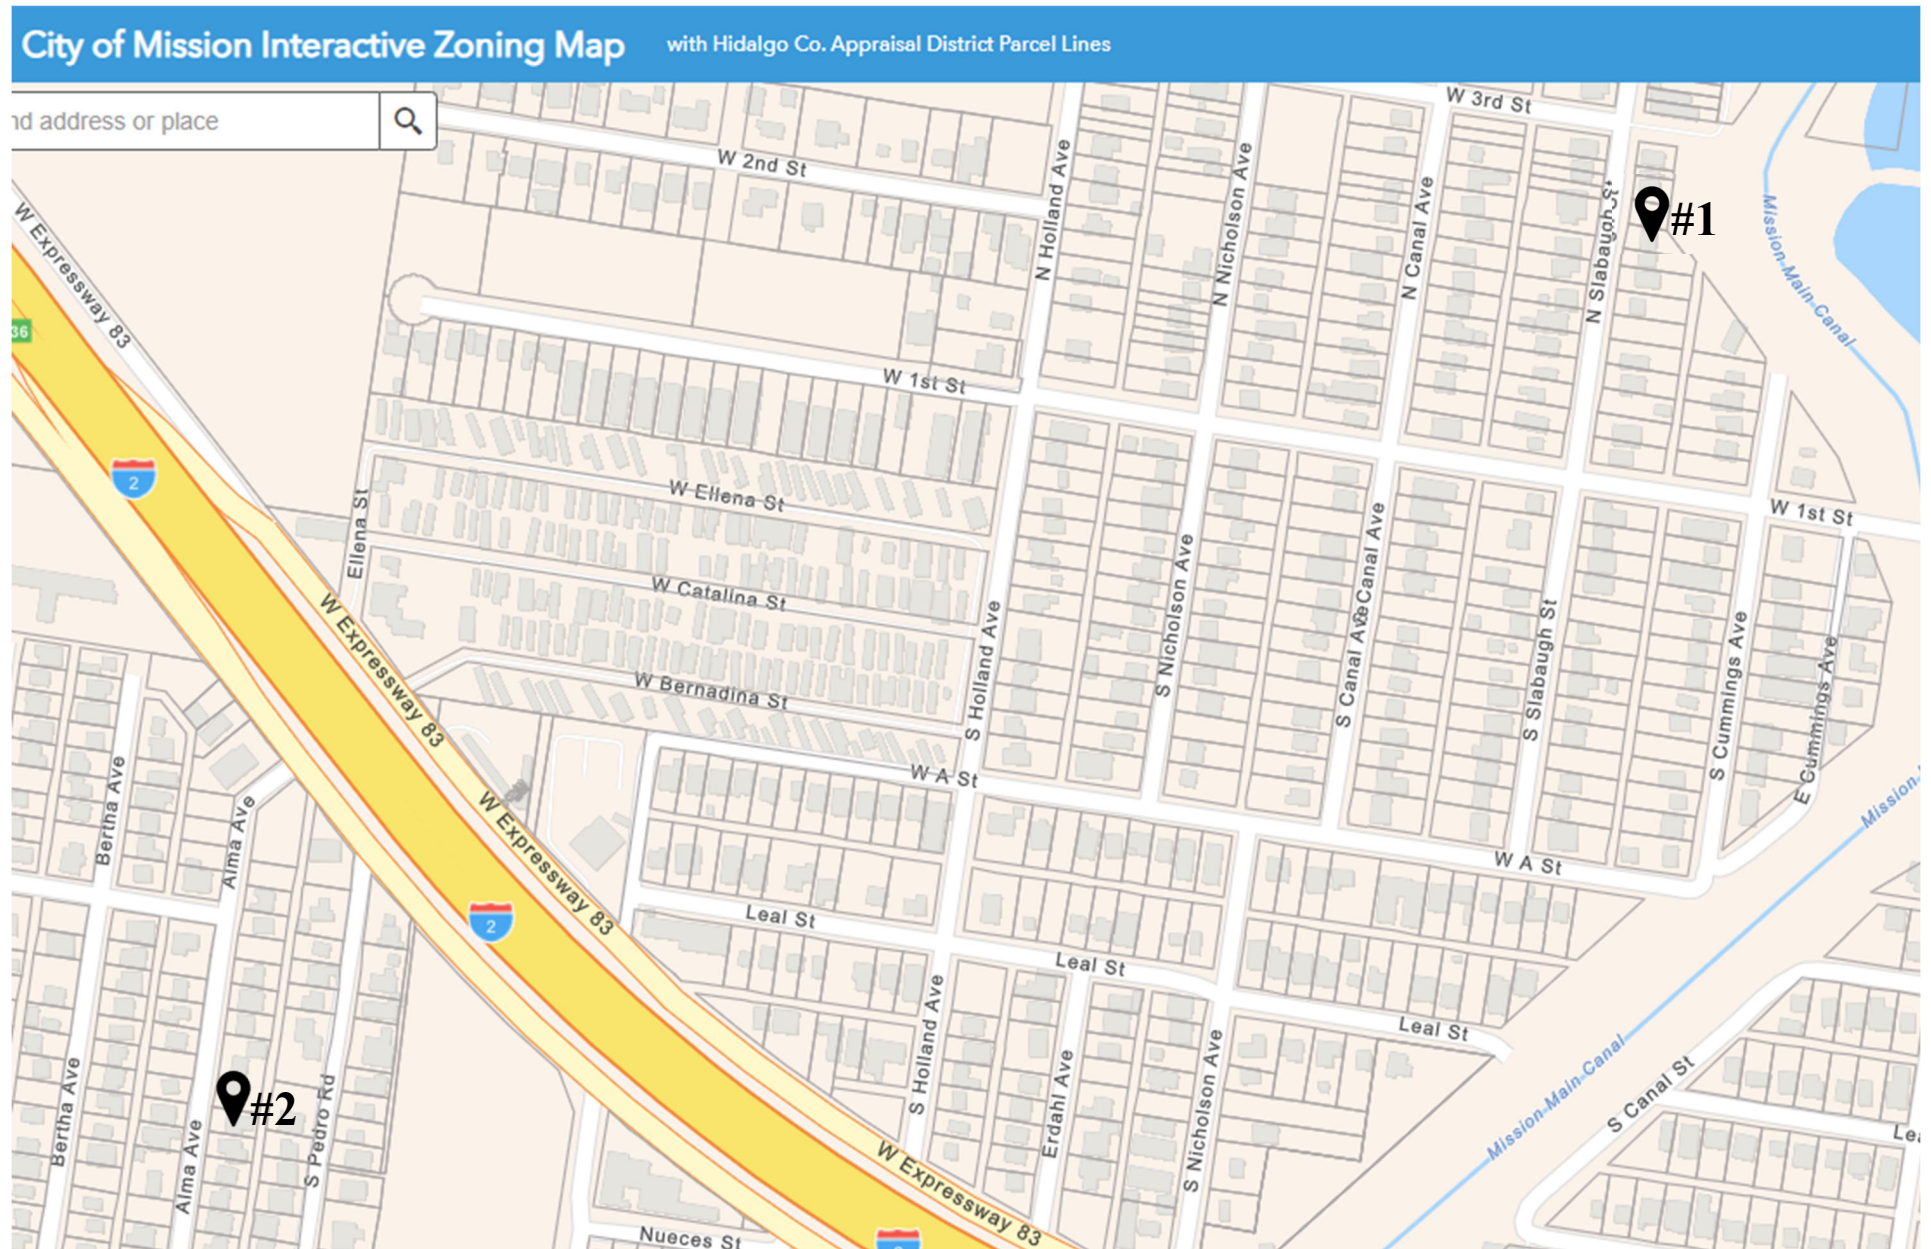 City of Mission Interactive Zoning Map
with Hidalgo Co. Appraisal District Parcel Lines
nd address or place
W 3rd St
W 2nd St
N Holland Ave
N Nicholson Ave
N Canal Ave
N Slabaugh St
#1
Mission-Main-Canal
W Expressway 83
36
W 1st St
2
W Ellena St
Ellena St
W 1st St
W Catalina St
W Expressway 83
S Holland Ave
S Nicholson Ave
S Canal Ave
Canal Ave
S Slabaugh St
S Cummings Ave
E Cummings Ave
W Bernadina St
W A St
Mission-
Bertha Ave
Alma Ave
W Expressway 83
W A St
2
Leal St
Leal St
S Holland Ave
Leal St
Erdahl Ave
S Nicholson Ave
Mission-Main-Canal
S Canal St
Bertha Ave
#2
Alma Ave
S Pedro Rd
W Expressway 83
Nueces St